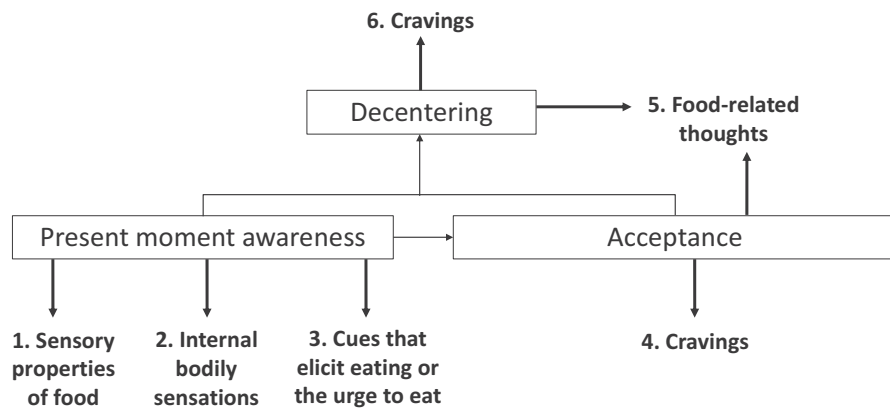 6. Cravings
Decentering
5. Food-related
thoughts
Present moment awareness
Acceptance
1. Sensory
properties
of food
2. Internal
bodily
sensations
3. Cues that
elicit eating or
the urge to eat
4. Cravings